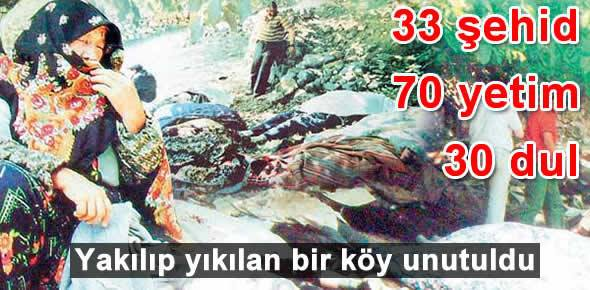 33 şehid
70 yetim
30 dul
Yakılıp yıkılan bir köy unutuldu